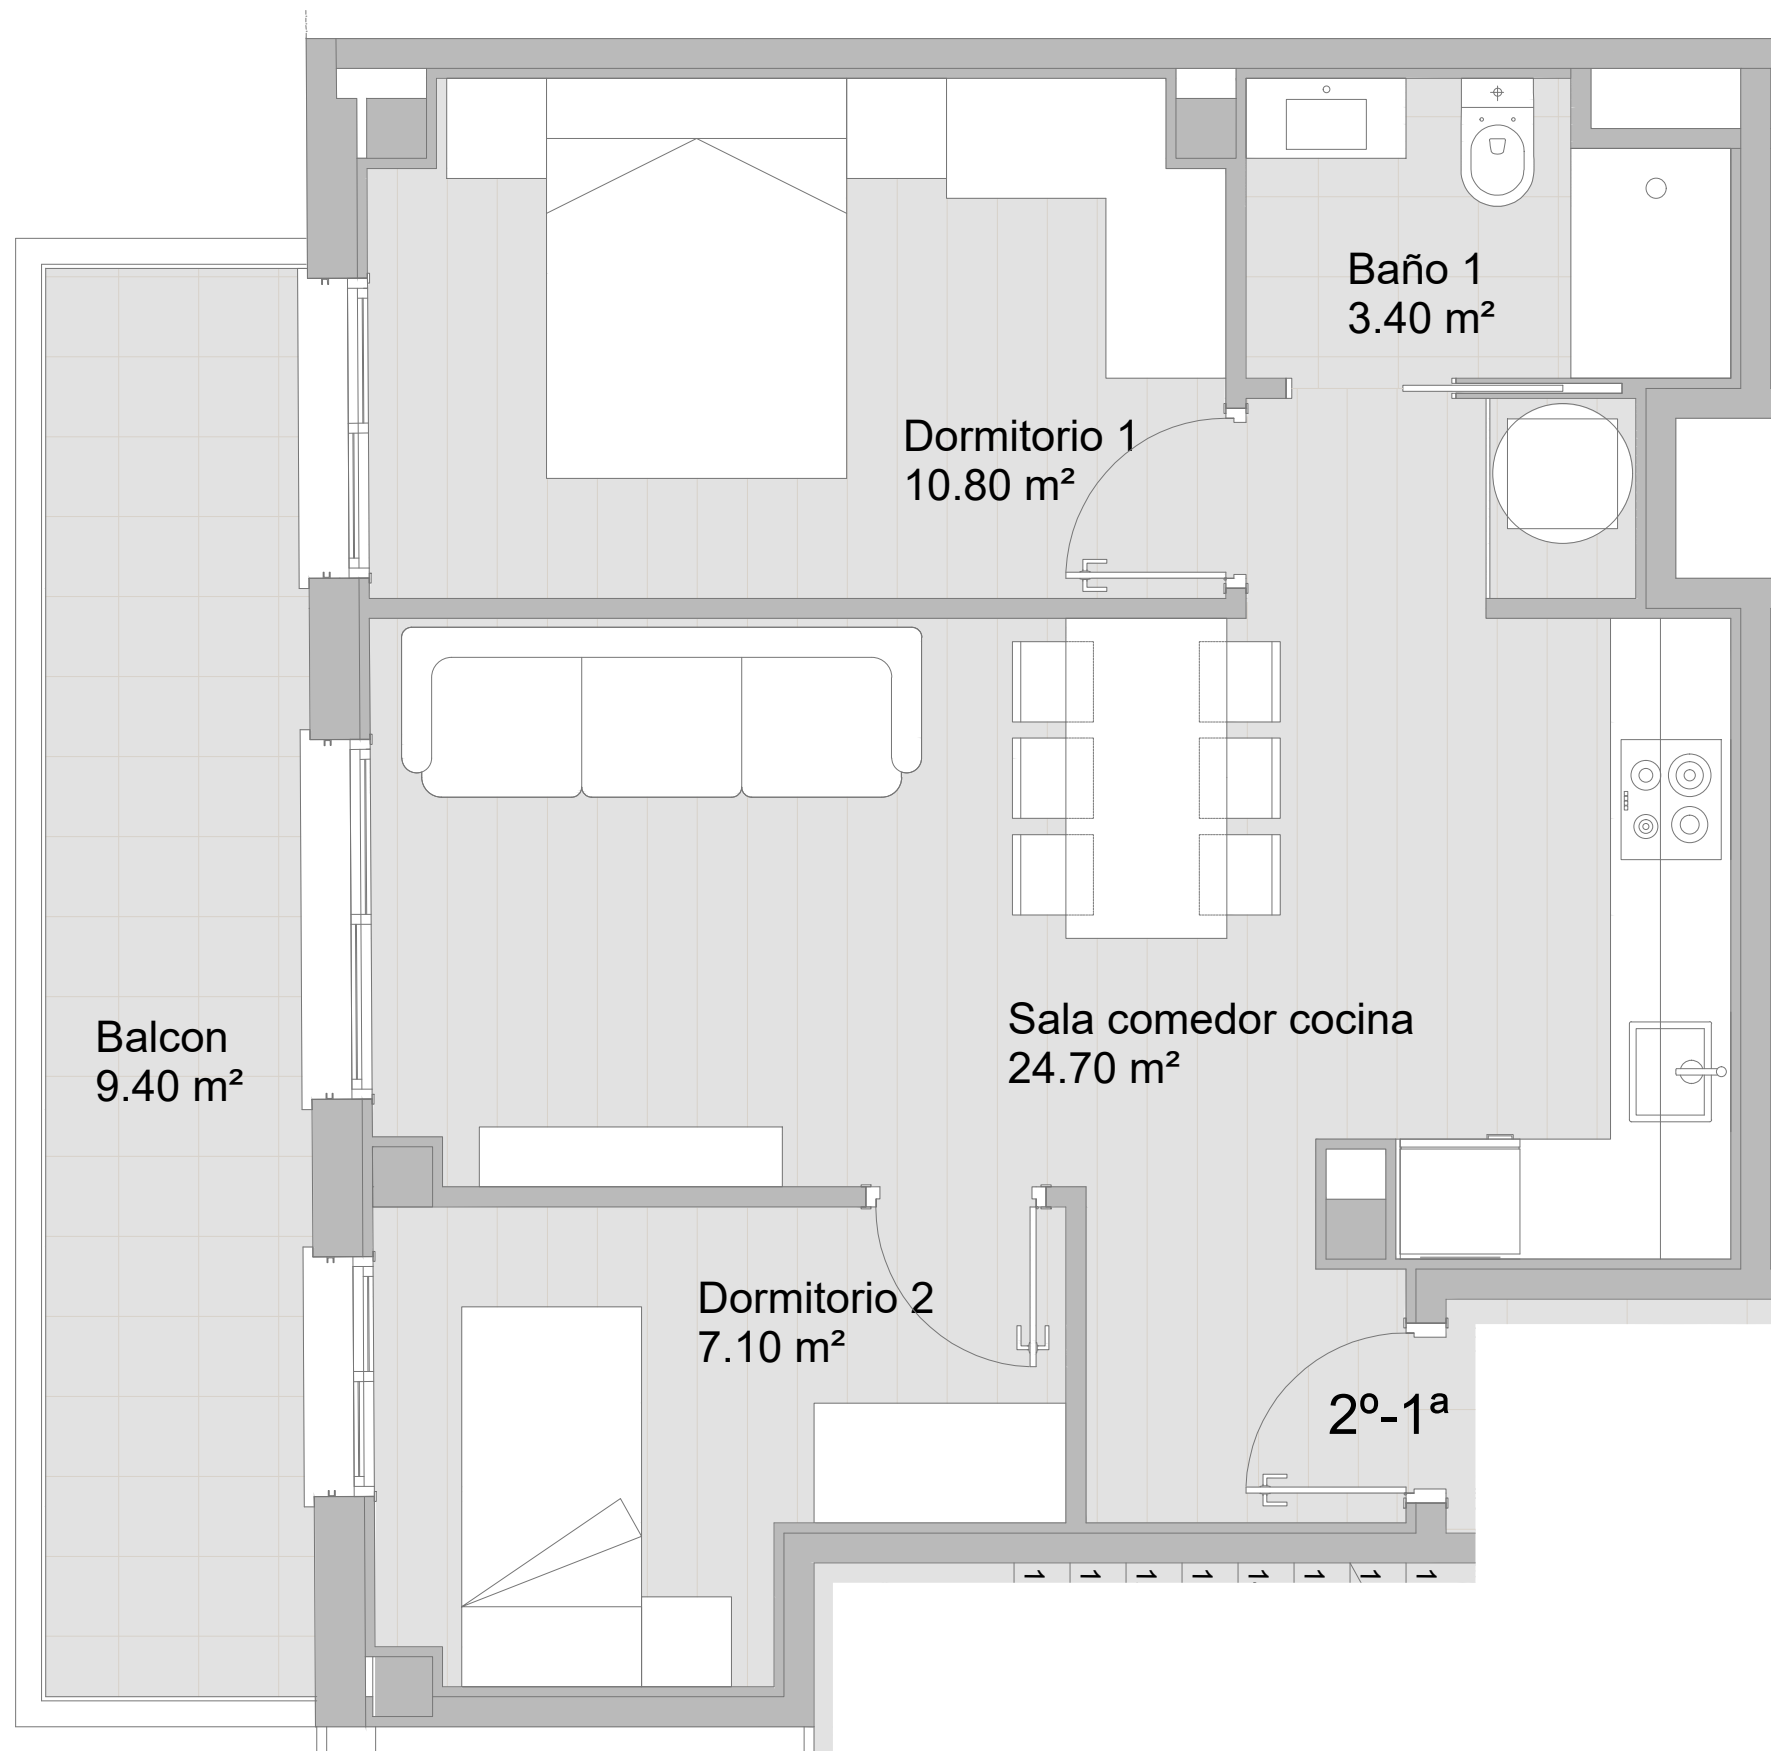 Baño 1
3.40 m²
Dormitorio 1
10.80 m²
Sala comedor cocina
24.70 m²
Balcon
9.40 m²
Dormitorio 2
7.10 m²
2º-1ª